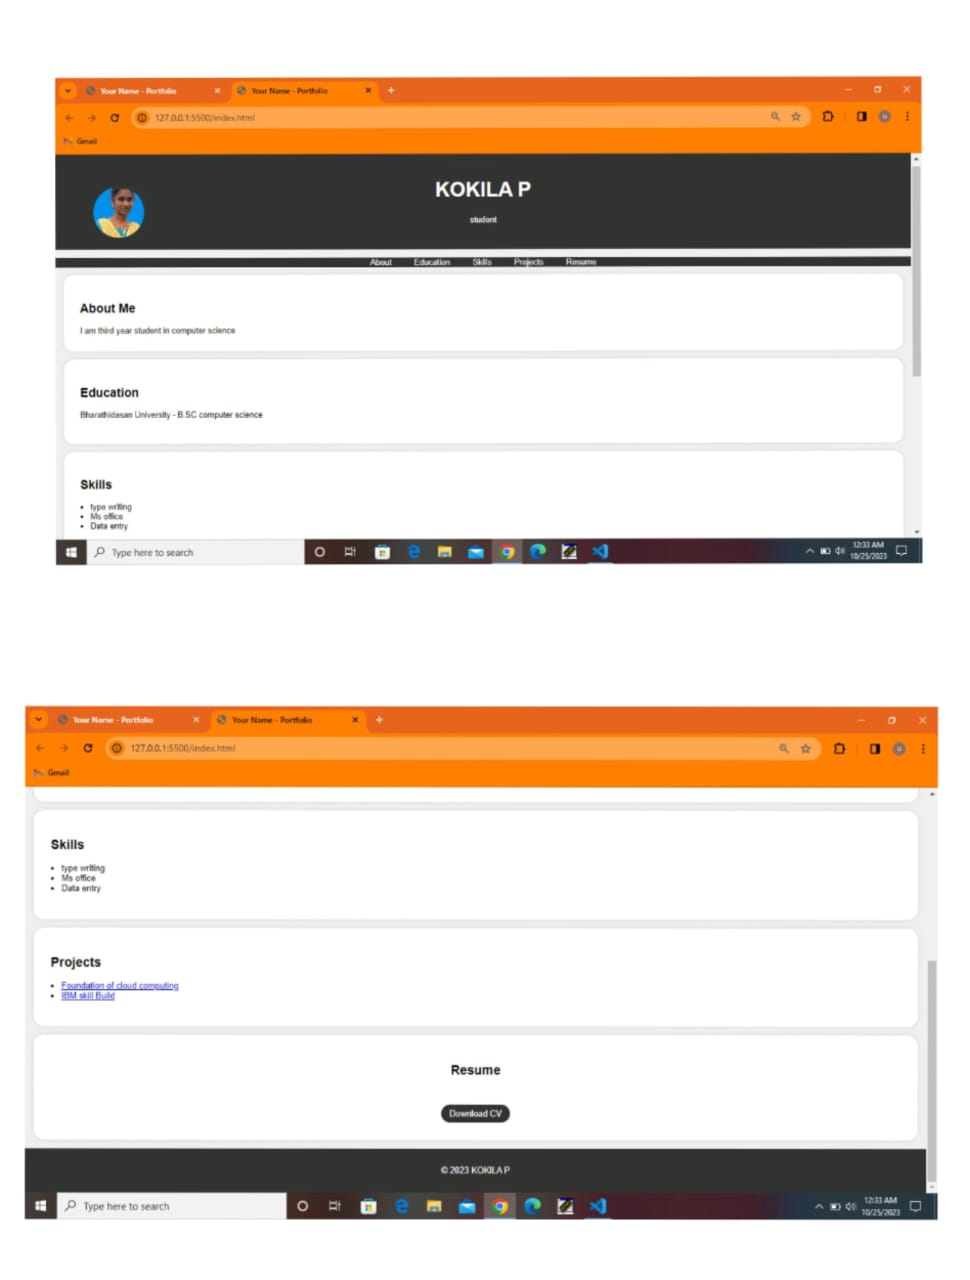 Your Name - Portfolio
Your Name - Portfolio
127.0.0.1:5500/index.html
Gmail
KOKILA P
student
About Education Skills Projects Resume
About Me
I am third year student in computer science
Education
Bharathidasan University - B.SC computer science
Skills
type writing
Ms office
Data entry
Type here to search
12:33 AM
10/25/2023
Your Name - Portfolio
Your Name - Portfolio
127.0.0.1:5500/index.html
Gmail
Skills
type writing
Ms office
Data entry
Projects
Foundation of cloud computing
IBM skill Build
Resume
Download CV
© 2023 KOKILA P
Type here to search
12:33 AM
10/25/2023